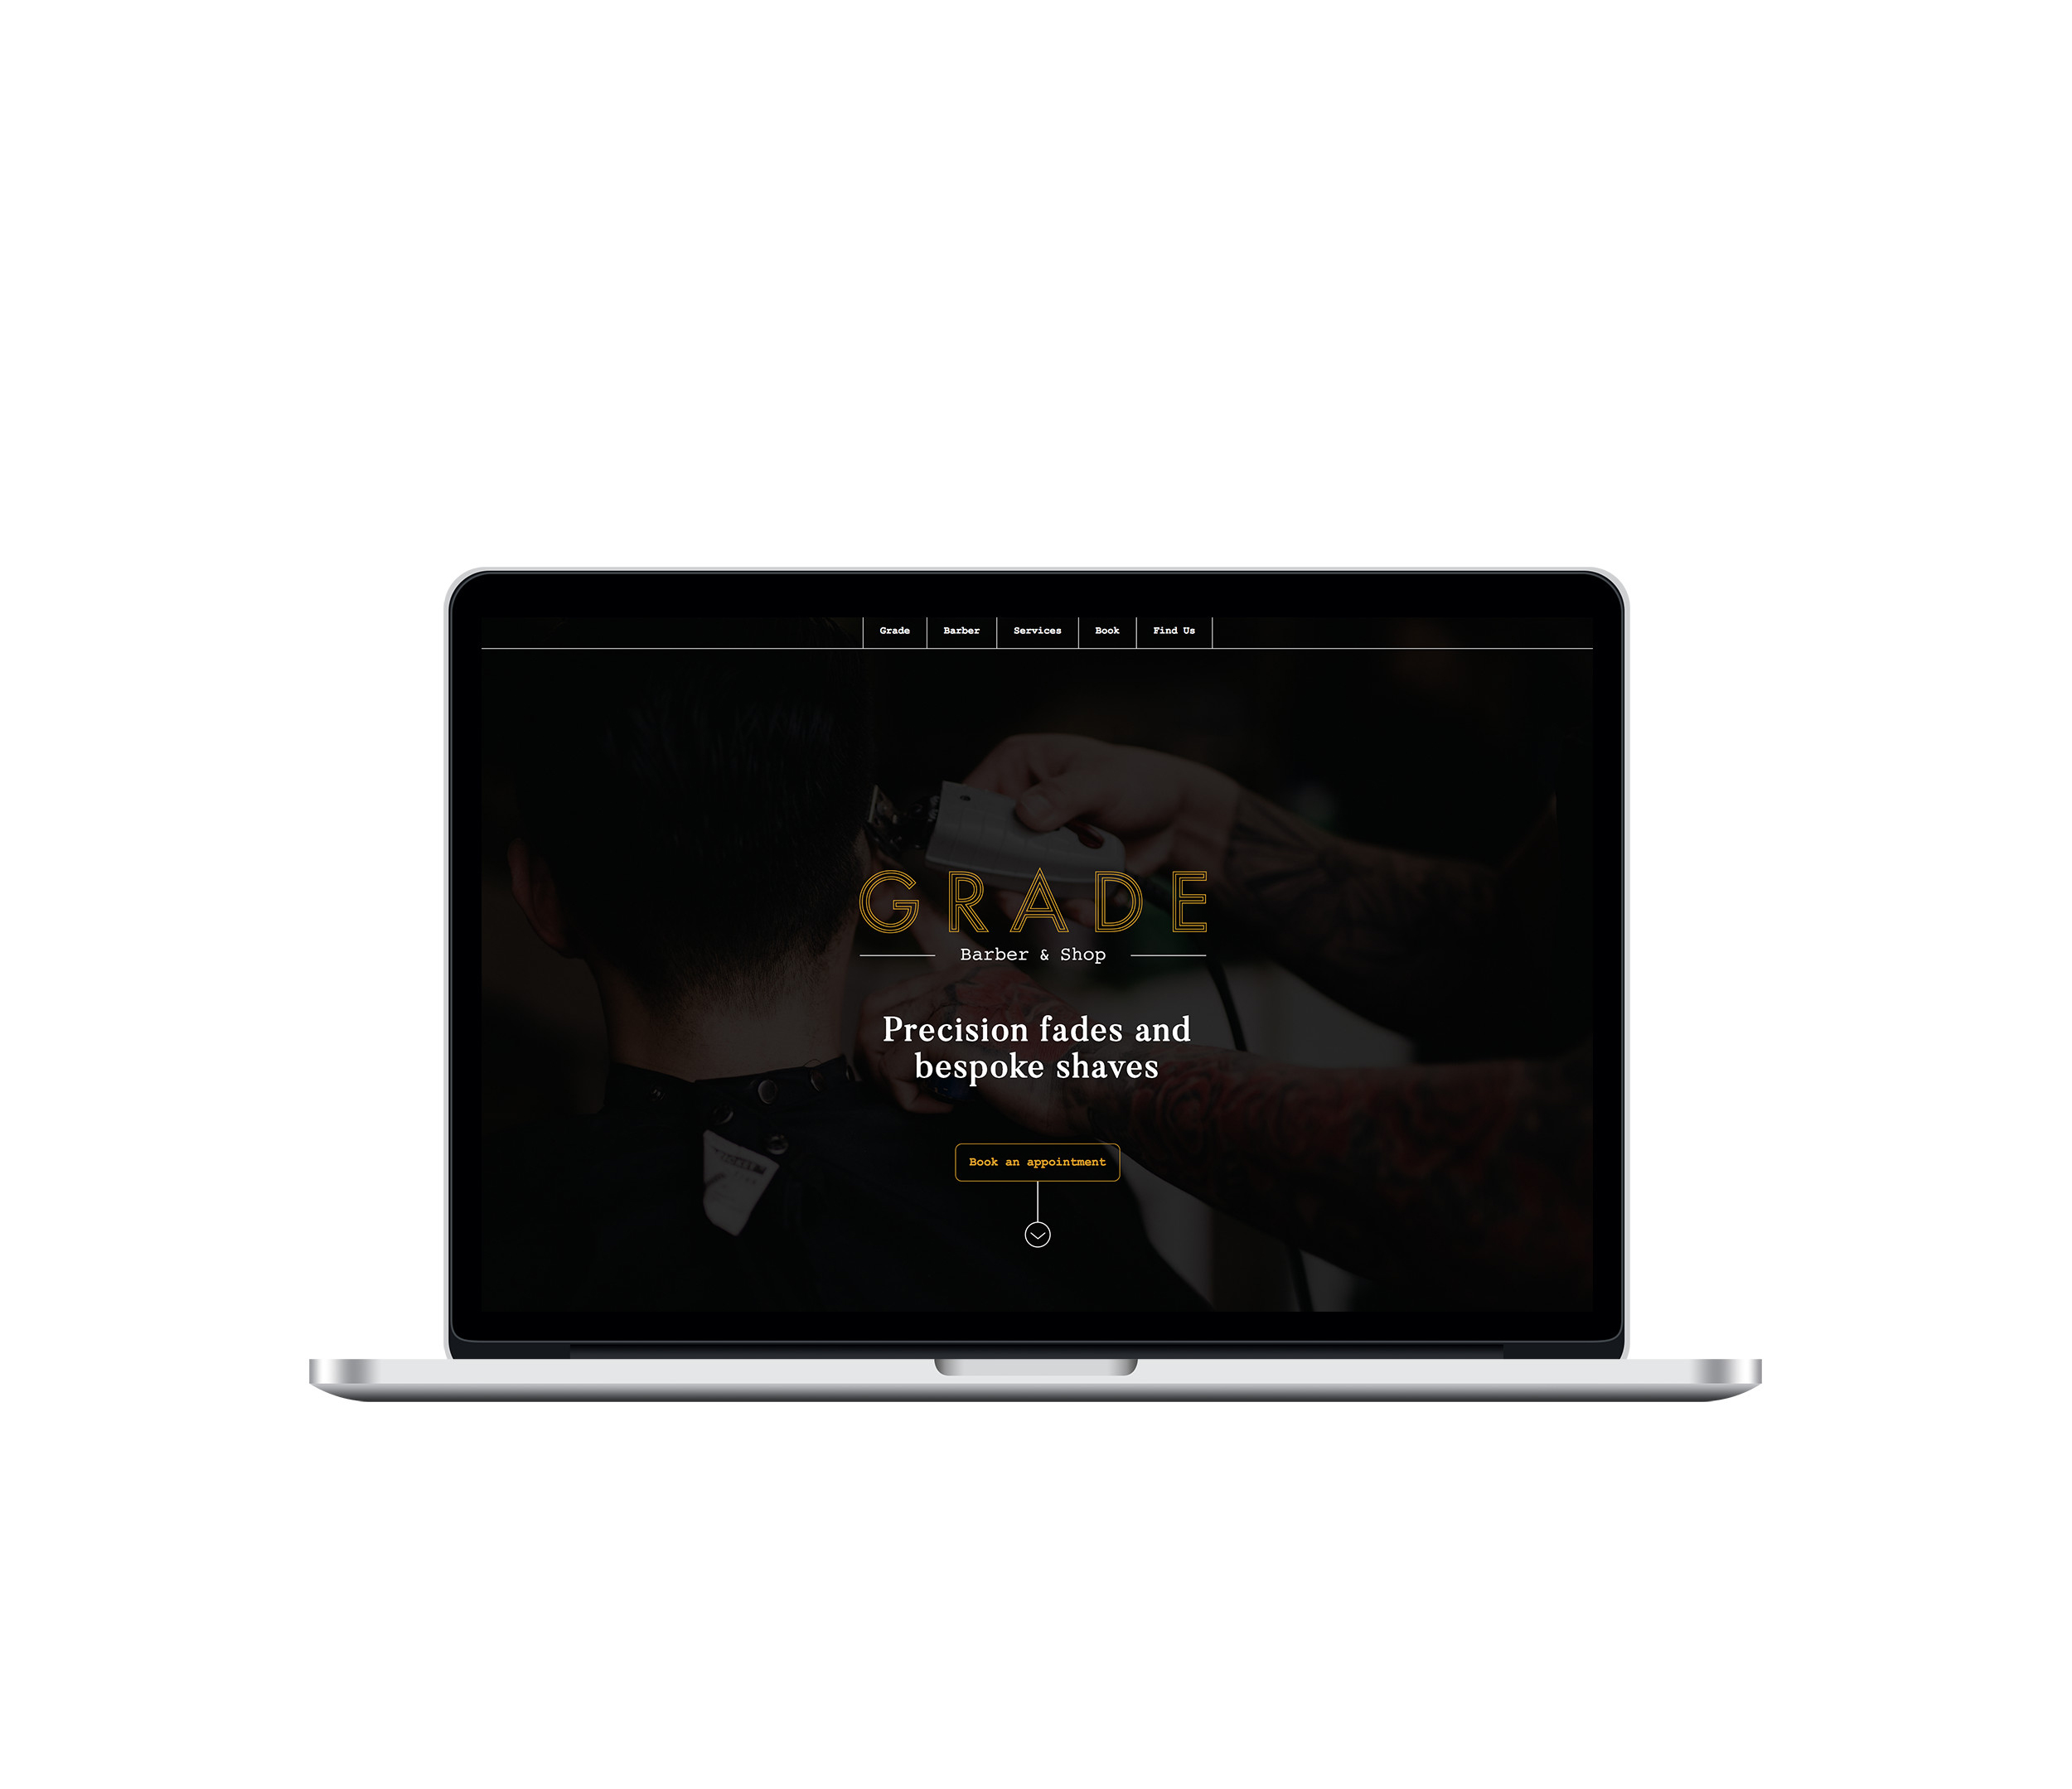 Grade Barber Services Book Find Us
GRADE
Barber & Shop
Precision fades and
bespoke shaves
Book an appointment